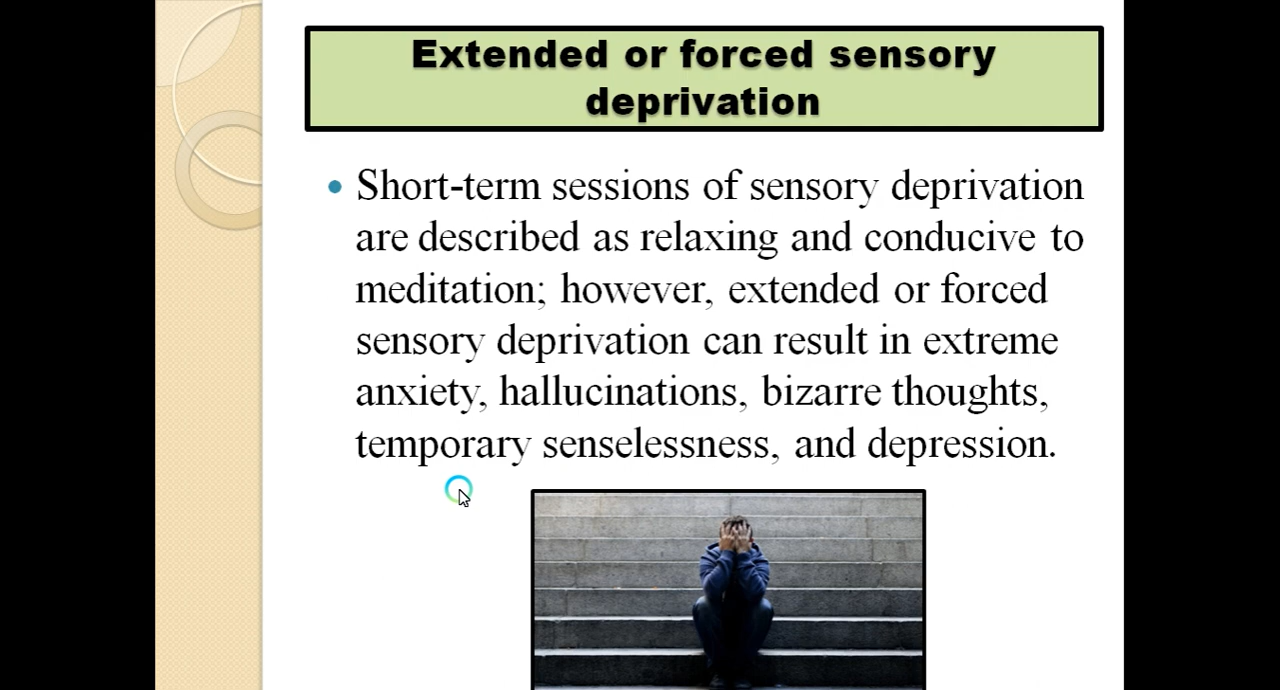 Extended or forced sensory
deprivation
Short-term sessions of sensory deprivation
are described as relaxing and conducive to
meditation; however, extended or forced
sensory deprivation can result in extreme
anxiety, hallucinations, bizarre thoughts,
temporary senselessness, and depression.